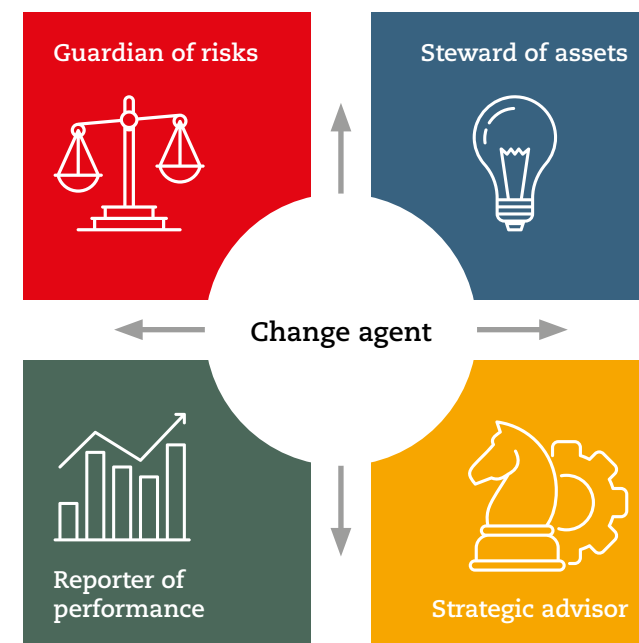 Guardian of risks
Steward of assets
Change agent
Reporter of
performance
Strategic advisor